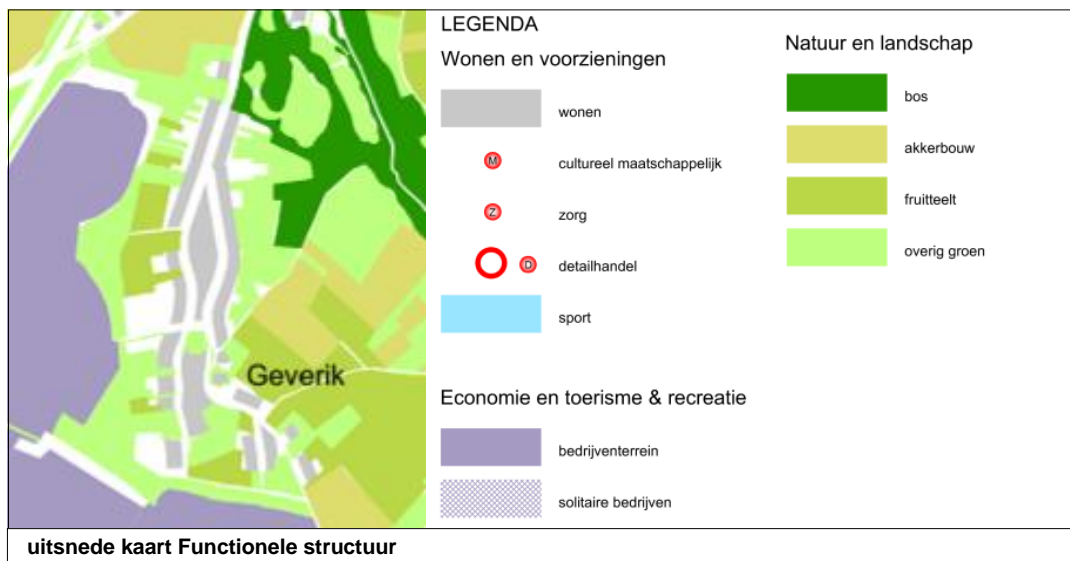 Geverik
LEGENDA
Wonen en voorzieningen
wonen
M cultureel maatschappelijk
Z zorg
D detailhandel
sport
Economie en toerisme & recreatie
bedrijventerrein
solitaire bedrijven
Natuur en landschap
bos
akkerbouw
fruitteelt
overig groen
uitsnede kaart Functionele structuur